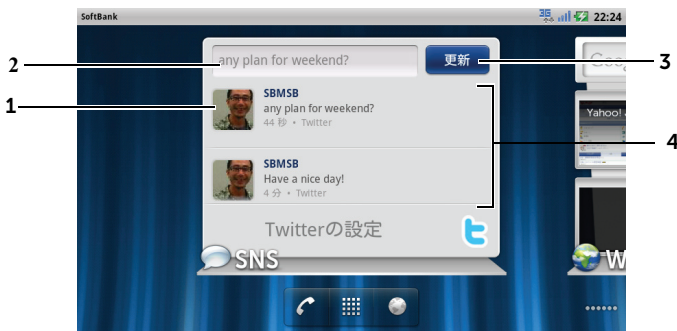 SoftBank
3G
22:24
2
any plan for weekend?
更新
3
Goo
1
SBMSB
any plan for weekend?
44 秒 • Twitter
4
Yahoo!
SBMSB
Have a nice day!
4 分 • Twitter
Twitterの設定
SNS
W